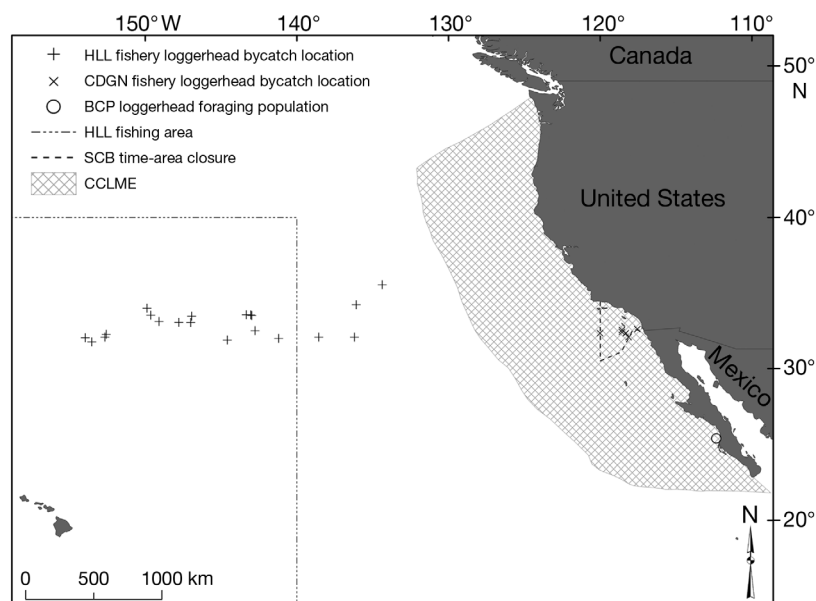 150°W 140° 130° 120° 110°
HLL fishery loggerhead bycatch location
CDGN fishery loggerhead bycatch location
BCP loggerhead foraging population
HLL fishing area
SCB time-area closure
CCLME
Canada
50°
N
United States
40°
30°
Mexico
20°
N
0 500 1000 km